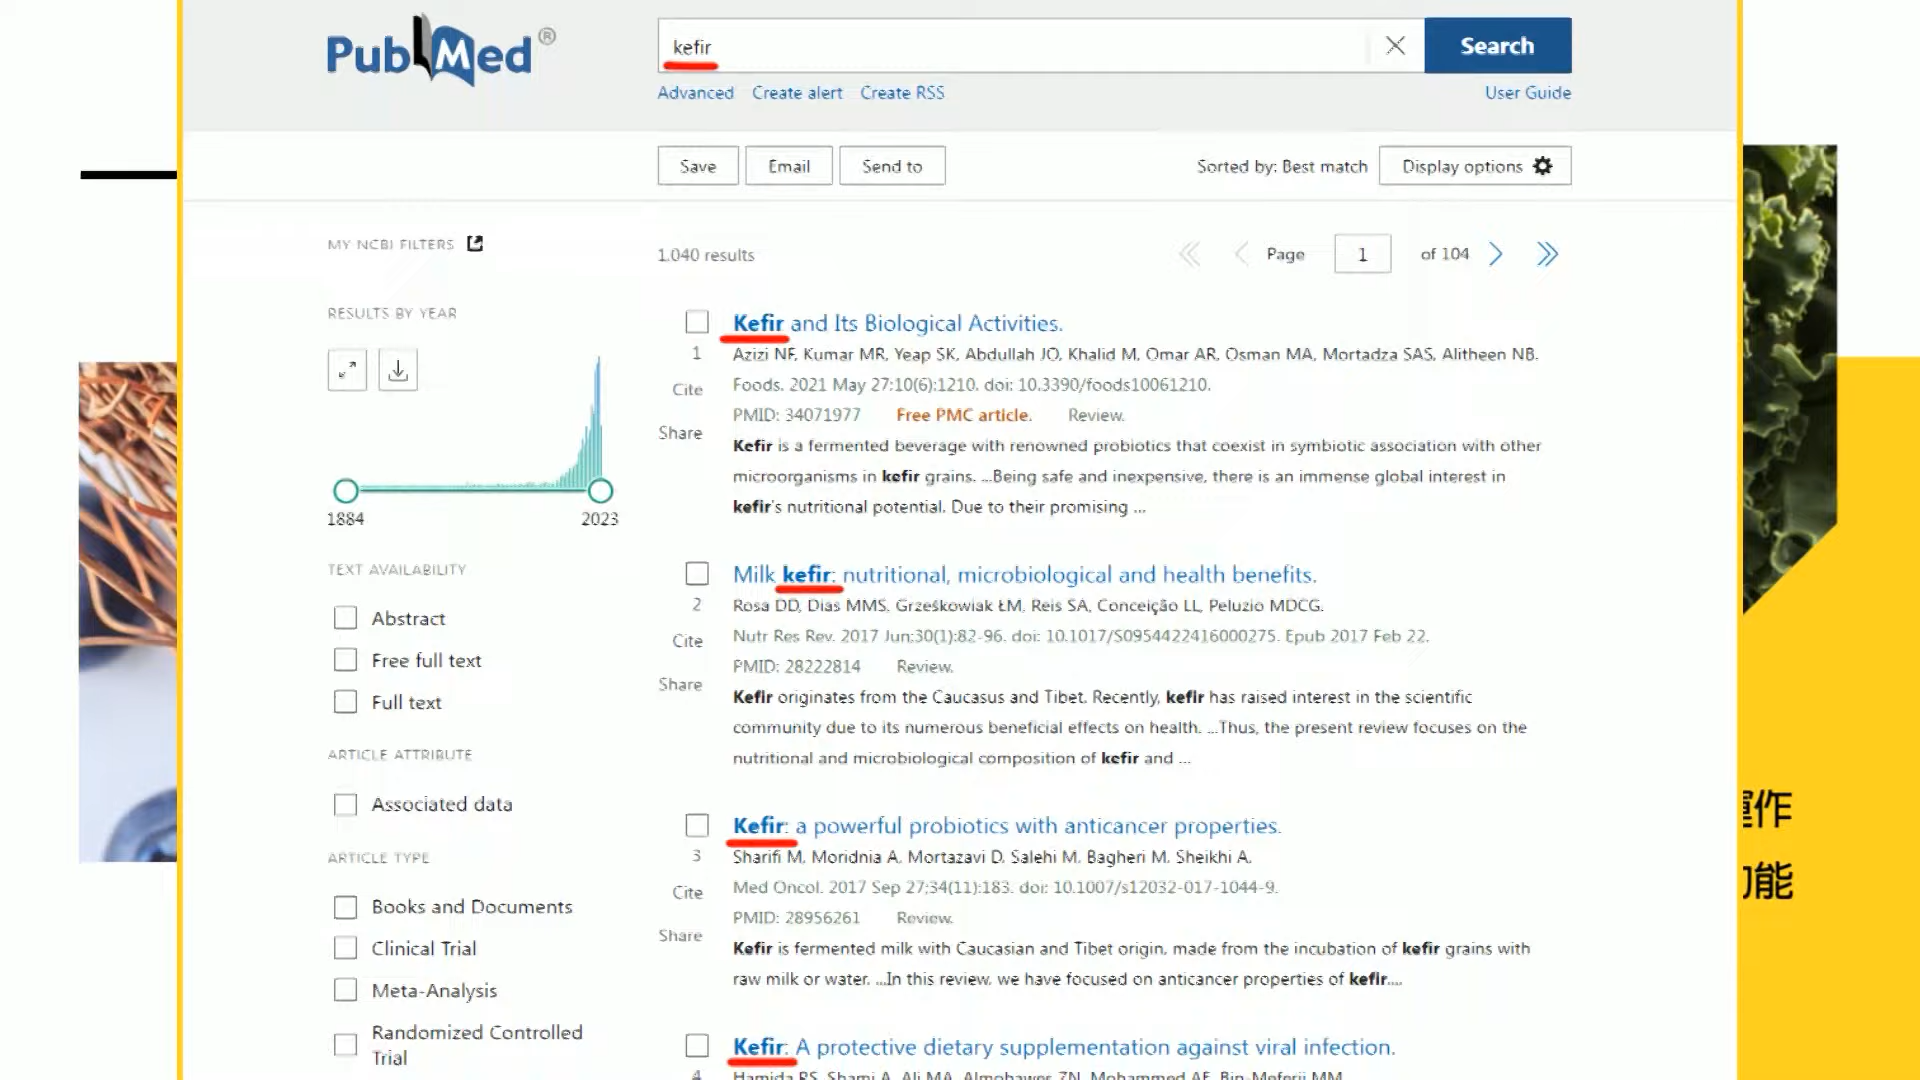 PubMed®
kefir
Search
Advanced Create alert Create RSS
User Guide
Save Email Send to
Sorted by: Best match
Display options
MY NCBI FILTERS
1,040 results
Page 1 of 104
RESULTS BY YEAR
1884 2023
TEXT AVAILABILITY
Abstract
Free full text
Full text
ARTICLE ATTRIBUTE
Associated data
ARTICLE TYPE
Books and Documents
Clinical Trial
Meta-Analysis
Randomized Controlled
Trial
Kefir and Its Biological Activities.
1
Azizi NF, Kumar MR, Yeap SK, Abdullah JO, Khalid M, Omar AR, Osman MA, Mortadza SAS, Alitheen NB.
Cite
Foods. 2021 May 27;10(6):1210. doi: 10.3390/foods10061210.
PMID: 34071977 Free PMC article. Review.
Share
Kefir is a fermented beverage with renowned probiotics that coexist in symbiotic association with other
microorganisms in kefir grains. ...Being safe and inexpensive, there is an immense global interest in
kefir's nutritional potential. Due to their promising ...
Milk kefir: nutritional, microbiological and health benefits.
2
Rosa DD, Dias MMS, Grześkowiak ŁM, Reis SA, Conceição LL, Peluzio MDCG.
Cite
Nutr Res Rev. 2017 Jun;30(1):82-96. doi: 10.1017/S0954422416000275. Epub 2017 Feb 22.
PMID: 28222814 Review.
Share
Kefir originates from the Caucasus and Tibet. Recently, kefir has raised interest in the scientific
community due to its numerous beneficial effects on health. ...Thus, the present review focuses on the
nutritional and microbiological composition of kefir and ...
Kefir: a powerful probiotics with anticancer properties.
3
Sharifi M, Moridnia A, Mortazavi D, Salehi M, Bagheri M, Sheikhi A.
Cite
Med Oncol. 2017 Sep 27;34(11):183. doi: 10.1007/s12032-017-1044-9.
PMID: 28956261 Review.
Share
Kefir is fermented milk with Caucasian and Tibet origin, made from the incubation of kefir grains with
raw milk or water. ...In this review, we have focused on anticancer properties of kefir....
Kefir: A protective dietary supplementation against viral infection.
4
Hamida RS, Shami A, Ali MA, Almohawes ZN, Mohammed AE, Bin-Meferij MM.
作
能